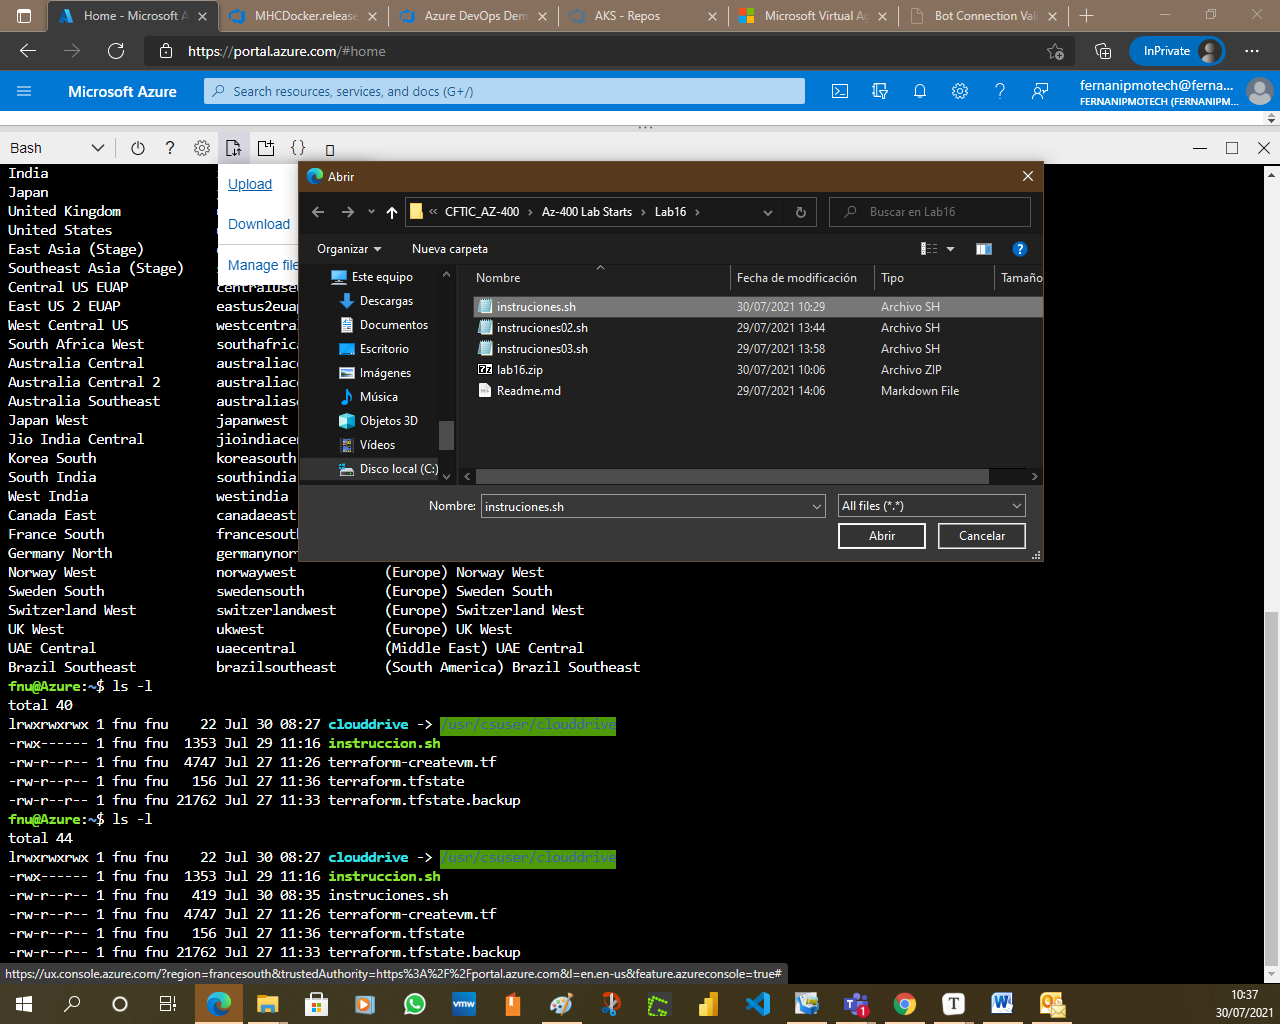 Home - Microsoft A
MHCDocker.release
Azure DevOps Dem
AKS - Repos
Microsoft Virtual Ag
Bot Connection Vali
https://portal.azure.com/#home
InPrivate
Microsoft Azure
Search resources, services, and docs (G+/)
fernanipmotech@ferna...
FERNANIPMOTECH (FERNANIPM...
Bash
Upload
Download
Manage file
Abrir
CFTIC_AZ-400 › Az-400 Lab Starts › Lab16 ›
Buscar en Lab16
Organizar
Nueva carpeta
Este equipo
Descargas
Documentos
Escritorio
Imágenes
Música
Objetos 3D
Vídeos
Disco local (C:)
Nombre Fecha de modificación Tipo Tamaño
instruciones.sh 30/07/2021 10:29 Archivo SH
instruciones02.sh 29/07/2021 13:44 Archivo SH
instruciones03.sh 29/07/2021 13:58 Archivo SH
lab16.zip 30/07/2021 10:06 Archivo ZIP
Readme.md 29/07/2021 14:06 Markdown File
Nombre: instruciones.sh
All files (*.*)
Abrir
Cancelar
India
Japan
United Kingdom
United States
East Asia (Stage)
Southeast Asia (Stage)
Central US EUAP centraluseu
East US 2 EUAP eastus2euap
West Central US westcentral
South Africa West southafrica
Australia Central australiace
Australia Central 2 australiace
Australia Southeast australiaso
Japan West japanwest
Jio India Central jioindiacen
Korea South koreasouth
South India southindia
West India westindia
Canada East canadaeast
France South francesouth
Germany North germanynort
Norway West norwaywest (Europe) Norway West
Sweden South swedensouth (Europe) Sweden South
Switzerland West switzerlandwest (Europe) Switzerland West
UK West ukwest (Europe) UK West
UAE Central uaecentral (Middle East) UAE Central
Brazil Southeast brazilsoutheast (South America) Brazil Southeast
fnu@Azure:~$ ls -l
total 40
lrwxrwxrwx 1 fnu fnu 22 Jul 30 08:27 clouddrive -> /usr/csuser/clouddrive
-rwx------ 1 fnu fnu 1353 Jul 29 11:16 instruccion.sh
-rw-r--r-- 1 fnu fnu 4747 Jul 27 11:26 terraform-createvm.tf
-rw-r--r-- 1 fnu fnu 156 Jul 27 11:36 terraform.tfstate
-rw-r--r-- 1 fnu fnu 21762 Jul 27 11:33 terraform.tfstate.backup
fnu@Azure:~$ ls -l
total 44
lrwxrwxrwx 1 fnu fnu 22 Jul 30 08:27 clouddrive -> /usr/csuser/clouddrive
-rwx------ 1 fnu fnu 1353 Jul 29 11:16 instruccion.sh
-rw-r--r-- 1 fnu fnu 419 Jul 30 08:35 instruciones.sh
-rw-r--r-- 1 fnu fnu 4747 Jul 27 11:26 terraform-createvm.tf
-rw-r--r-- 1 fnu fnu 156 Jul 27 11:36 terraform.tfstate
-rw-r--r-- 1 fnu fnu 21762 Jul 27 11:33 terraform.tfstate.backup
https://ux.console.azure.com/?region=francesouth&trustedAuthority=https%3A%2F%2Fportal.azure.com&l=en.en-us&feature.azureconsole=true#
10:37
30/07/2021